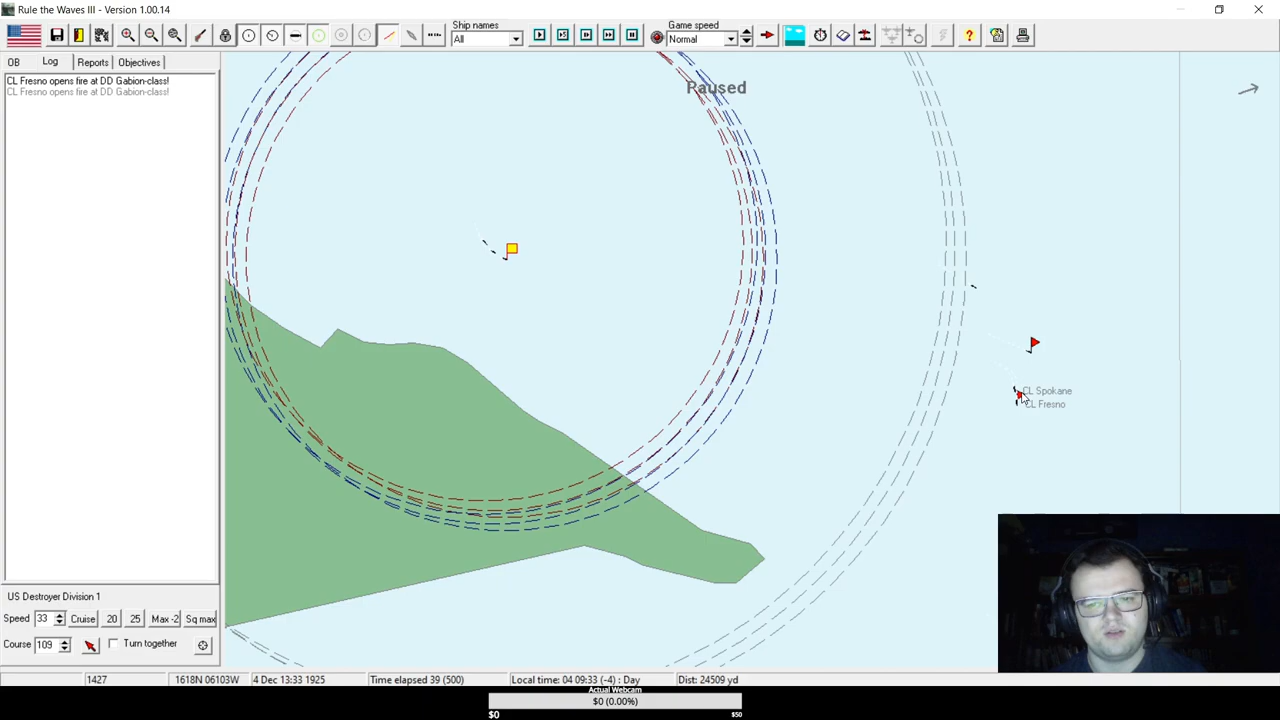 Rule the Waves III - Version 1.00.14
Ship names
All
Game speed
Normal
OB
Log
Reports
Objectives
CL Fresno opens fire at DD Gabion-class!
CL Fresno opens fire at DD Gabion-class!
Paused
CL Spokane
CL Fresno
US Destroyer Division 1
Speed 33 Cruise 20 25 Max -2 Sq max
Course 109 Turn together
1427 1618N 06103W 4 Dec 13:33 1925 Time elapsed 39 (500) Local time: 04 09:33 (-4) : Day Dist: 24509 yd
Actual Webcam
$0 (0.00%)
$0 $50